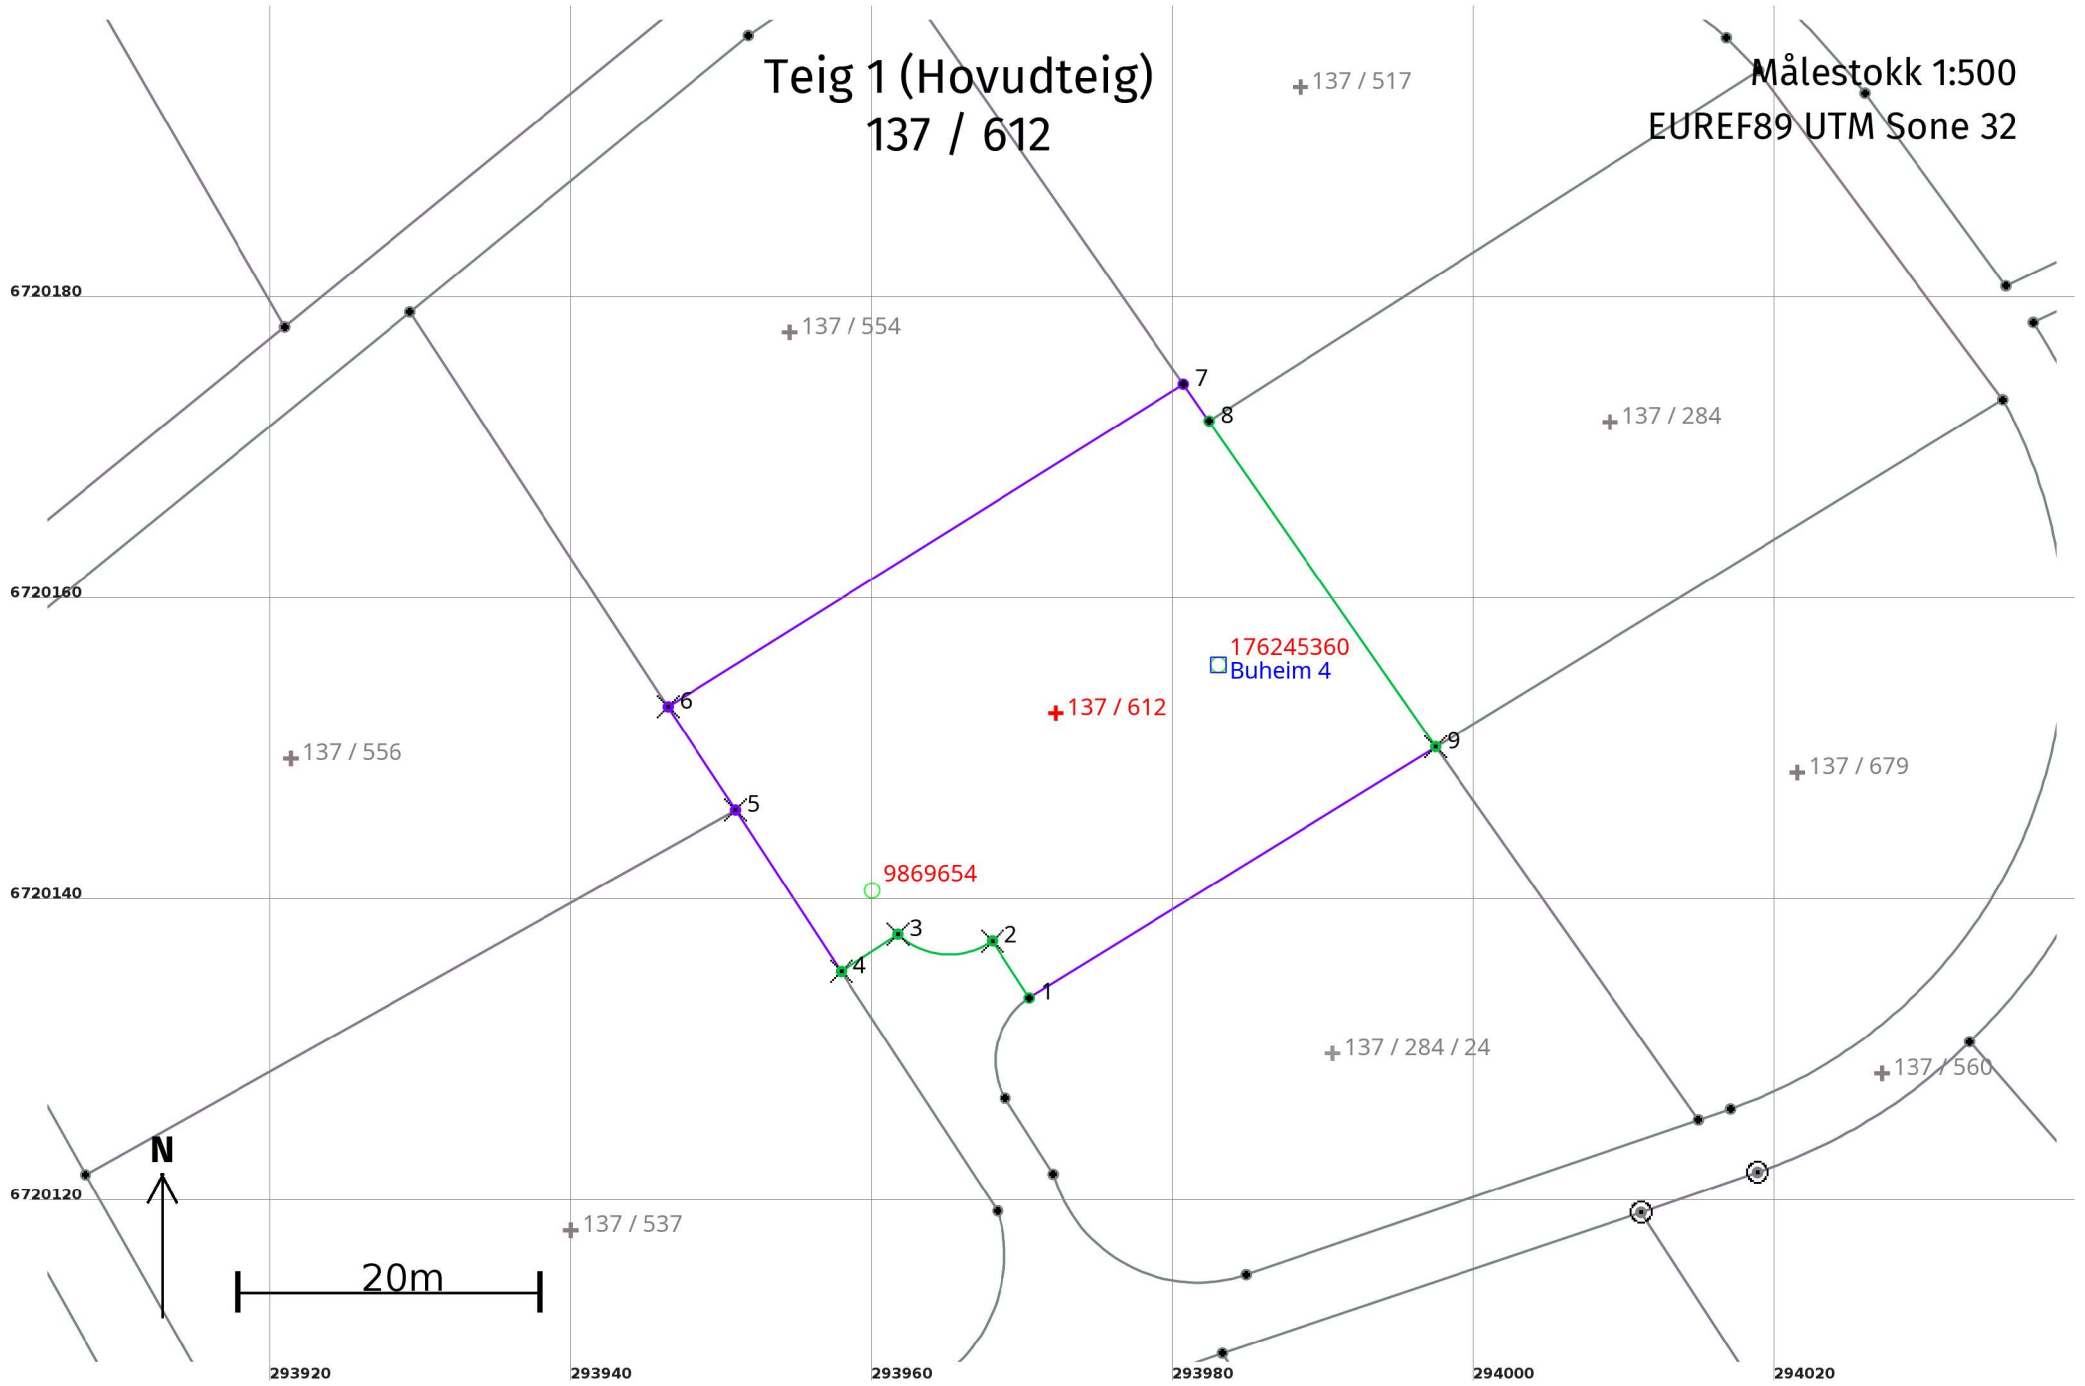 Teig 1 (Hovudteig)
137 / 612
Målestokk 1:500
EUREF89 UTM Sone 32
137 / 517
6720180
137 / 554
7
8
137 / 284
6720160
176245360
Buheim 4
6
137 / 612
9
137 / 556
137 / 679
5
9869654
6720140
3
2
4
1
137 / 284 / 24
137 / 560
N
6720120
137 / 537
20m
293920
293940
293960
293980
294000
294020